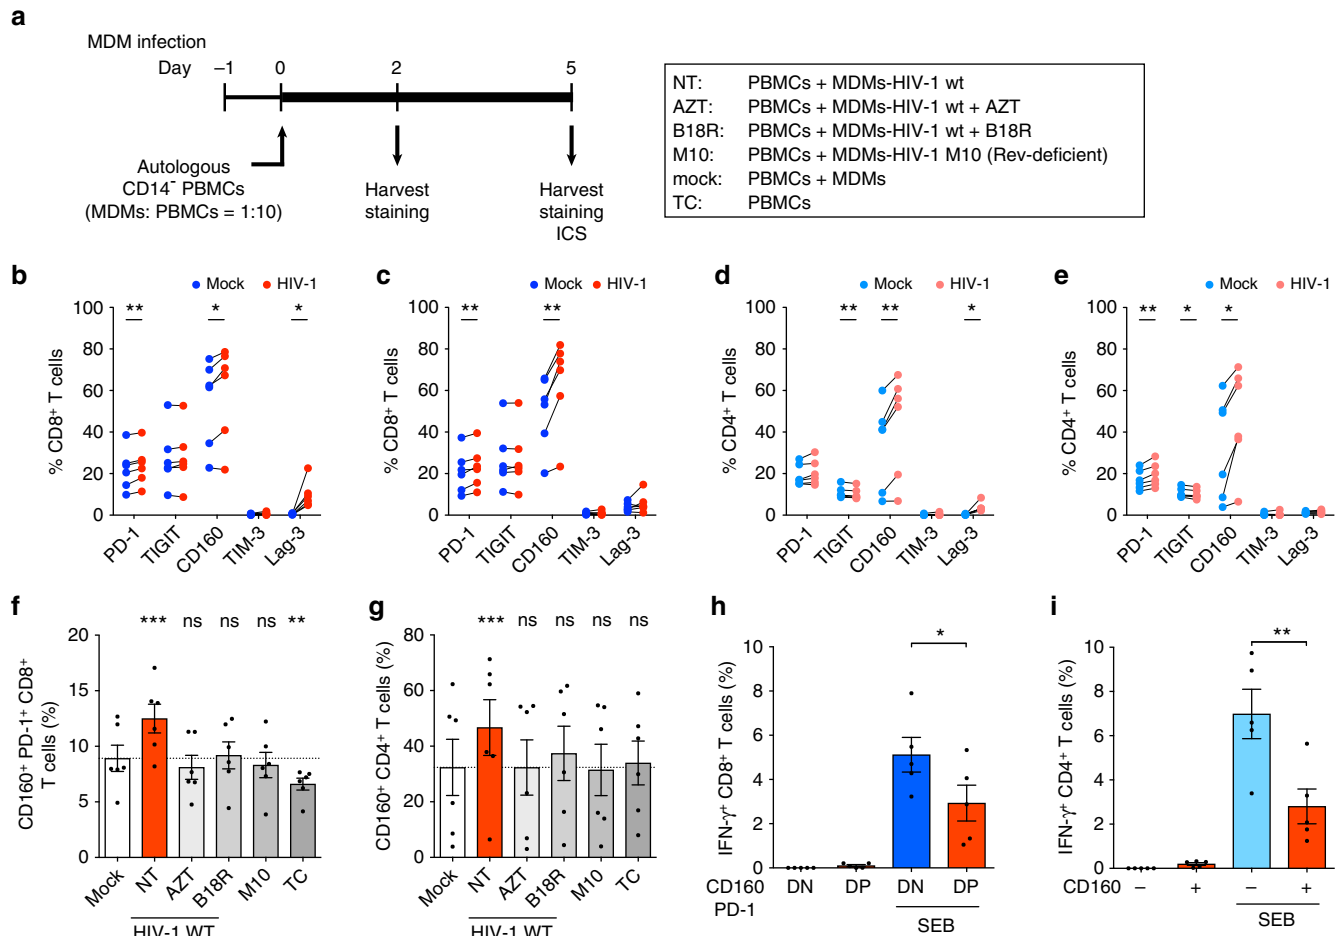 a
MDM infection
Day –1 0 2 5
Autologous
CD14⁻ PBMCs
(MDMs: PBMCs = 1:10)
Harvest
staining
Harvest
staining
ICS
NT: PBMCs + MDMs-HIV-1 wt
AZT: PBMCs + MDMs-HIV-1 wt + AZT
B18R: PBMCs + MDMs-HIV-1 wt + B18R
M10: PBMCs + MDMs-HIV-1 M10 (Rev-deficient)
mock: PBMCs + MDMs
TC: PBMCs
b
Mock HIV-1
** * *
% CD8⁺ T cells
100
80
60
40
20
0
PD-1 TIGIT CD160 TIM-3 Lag-3
c
Mock HIV-1
** **
% CD8⁺ T cells
100
80
60
40
20
0
PD-1 TIGIT CD160 TIM-3 Lag-3
d
Mock HIV-1
** ** *
% CD4⁺ T cells
100
80
60
40
20
0
PD-1 TIGIT CD160 TIM-3 Lag-3
e
Mock HIV-1
** * *
% CD4⁺ T cells
100
80
60
40
20
0
PD-1 TIGIT CD160 TIM-3 Lag-3
f
*** ns ns ns **
CD160⁺ PD-1⁺ CD8⁺
T cells (%)
20
15
10
5
0
Mock NT AZT B18R M10 TC
HIV-1 WT
g
*** ns ns ns ns
CD160⁺ CD4⁺ T cells (%)
80
60
40
20
0
Mock NT AZT B18R M10 TC
HIV-1 WT
h
*
IFN-γ⁺ CD8⁺ T cells (%)
10
8
6
4
2
0
CD160 DN DP DN DP
PD-1
SEB
i
**
IFN-γ⁺ CD4⁺ T cells (%)
10
8
6
4
2
0
CD160 – + – +
SEB